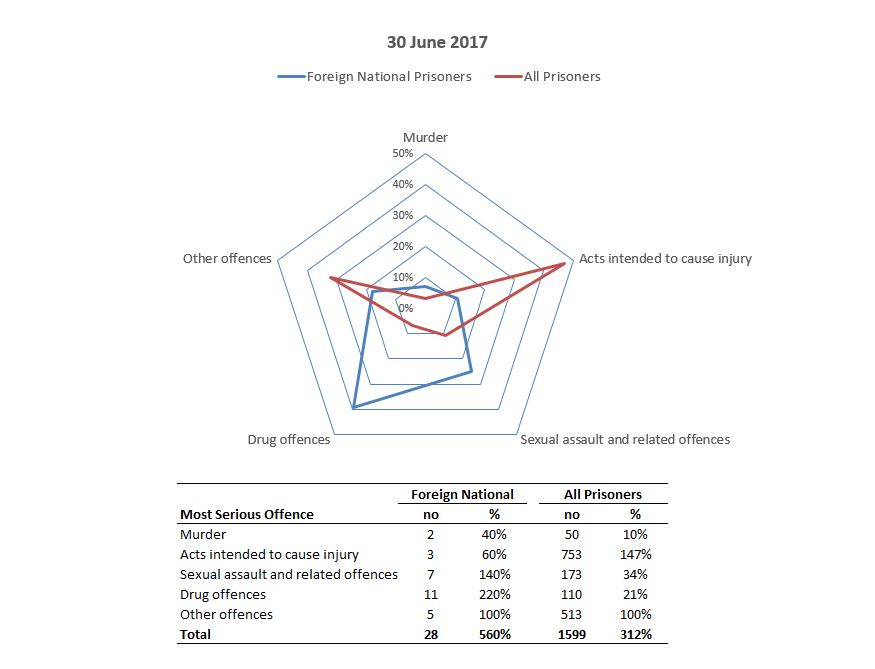 30 June 2017
Foreign National Prisoners All Prisoners
Murder
50%
40%
30%
20%
10%
0%
Other offences
Acts intended to cause injury
Drug offences
Sexual assault and related offences
Foreign National All Prisoners
Most Serious Offence no % no %
Murder 2 40% 50 10%
Acts intended to cause injury 3 60% 753 147%
Sexual assault and related offences 7 140% 173 34%
Drug offences 11 220% 110 21%
Other offences 5 100% 513 100%
Total 28 560% 1599 312%